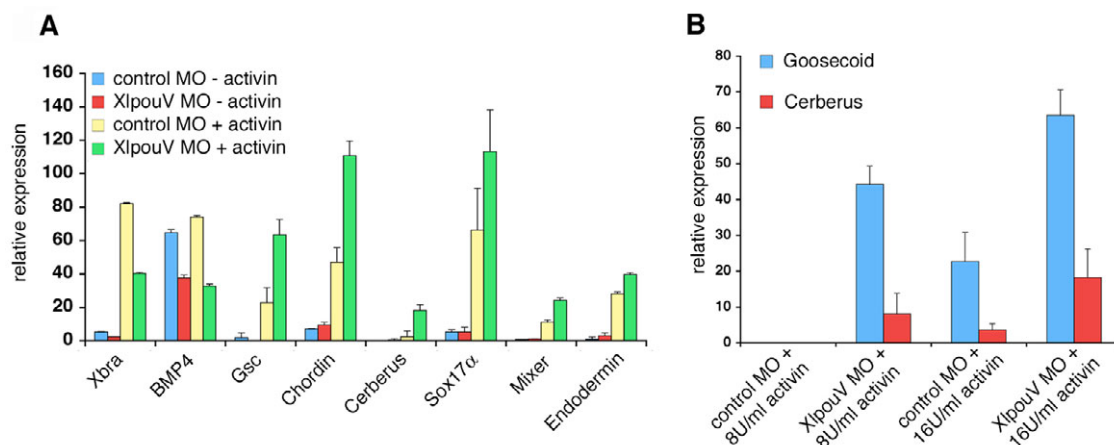 A
relative expression
160
140
120
100
80
60
40
20
0
control MO - activin
XlpouV MO - activin
control MO + activin
XlpouV MO + activin
Xbra
BMP4
Gsc
Chordin
Cerberus
Sox17α
Mixer
Endodermin
B
relative expression
80
70
60
50
40
30
20
10
0
Goosecoid
Cerberus
control MO +
8U/ml activin
XlpouV MO +
8U/ml activin
control MO +
16U/ml activin
XlpouV MO +
16U/ml activin